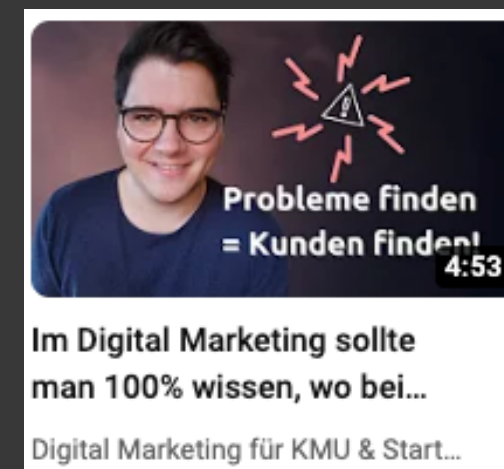 Probleme finden
= Kunden finden!
4:53
Im Digital Marketing sollte
man 100% wissen, wo bei...
Digital Marketing für KMU & Start...